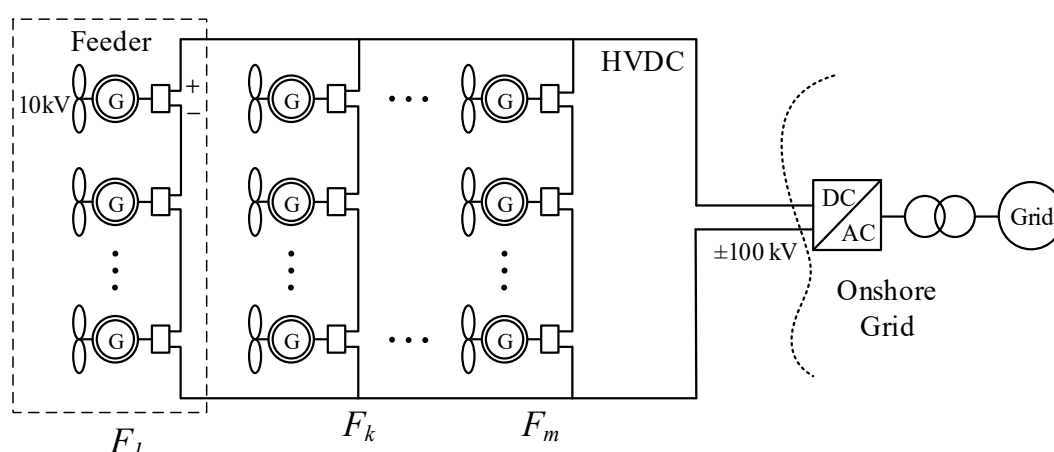 Feeder
10kV
G
+
−
G
G
HVDC
G
G
G
DC
AC
Grid
±100 kV
Onshore
Grid
G
G
G
F1
Fk
Fm